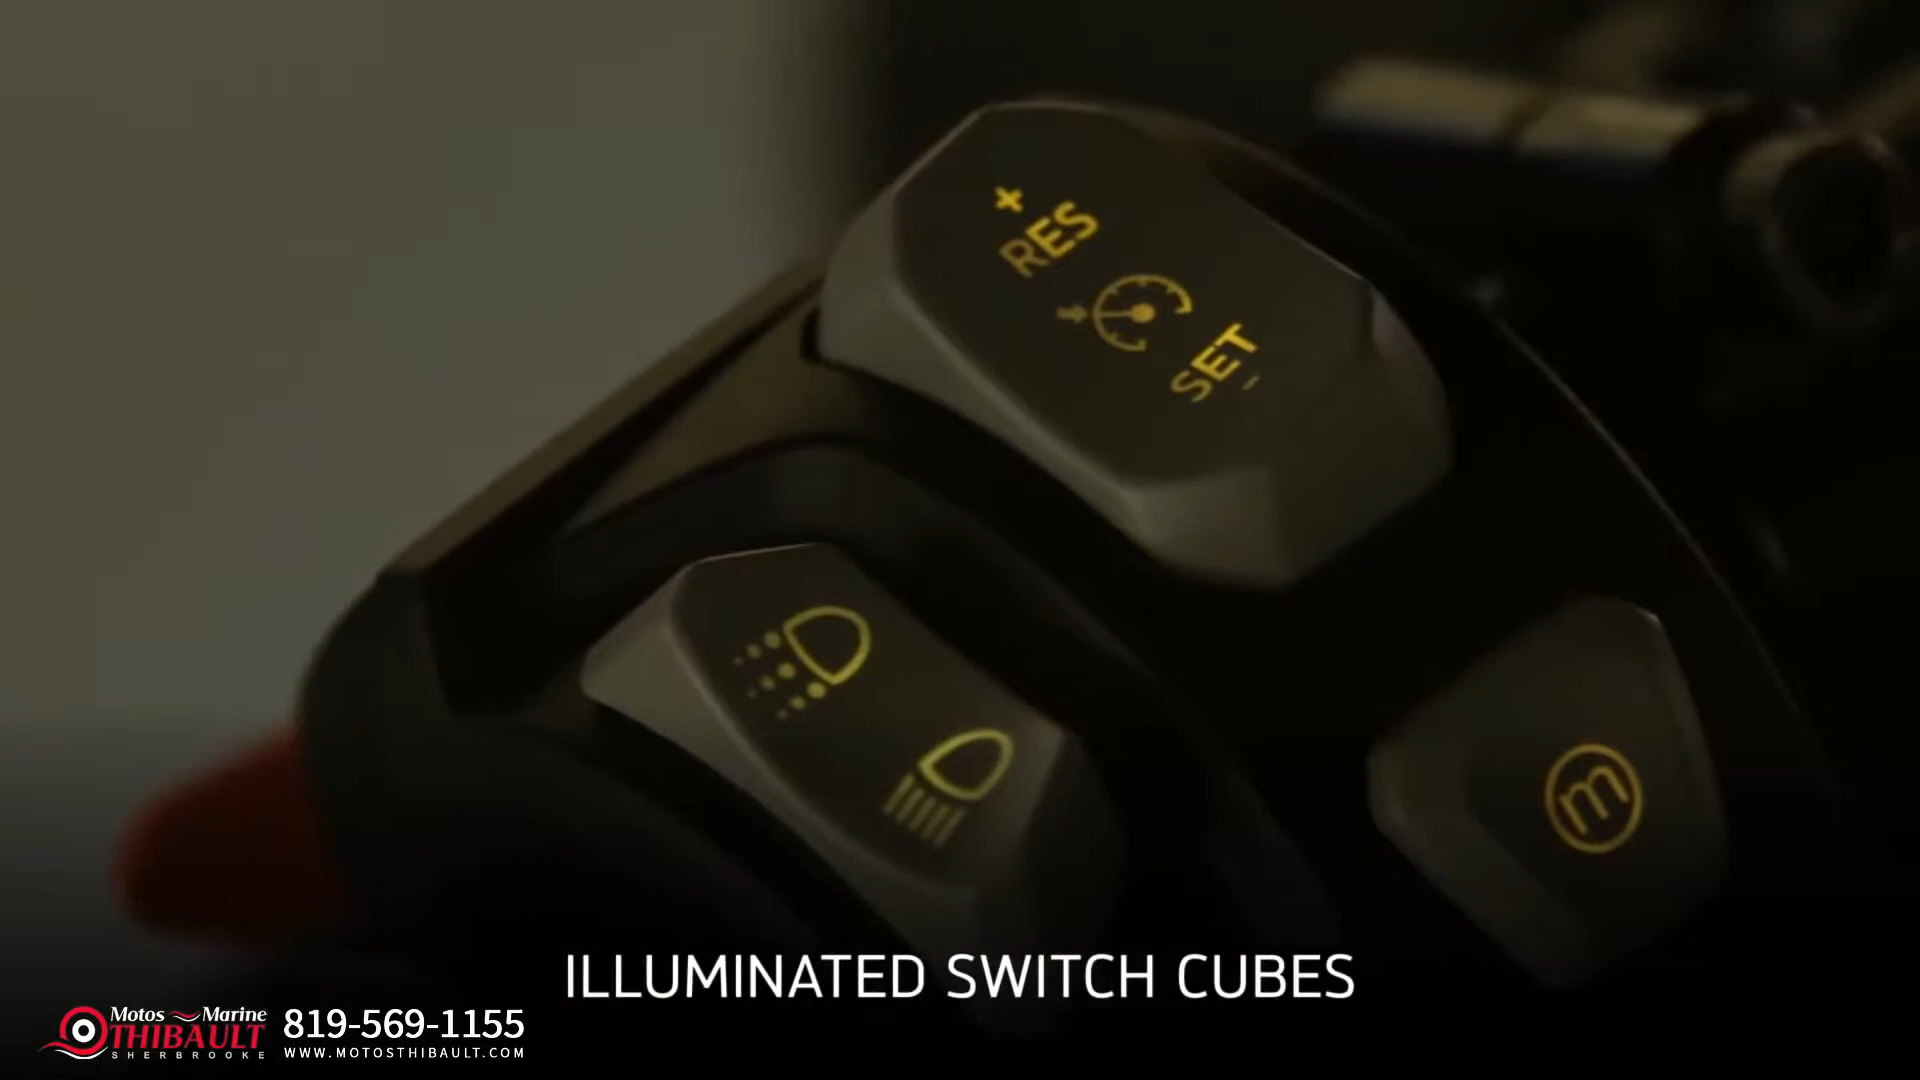 +
RES
SET
-
m
ILLUMINATED SWITCH CUBES
Motos Marine
THIBAULT
SHERBROOKE
819-569-1155
WWW.MOTOSTHIBAULT.COM